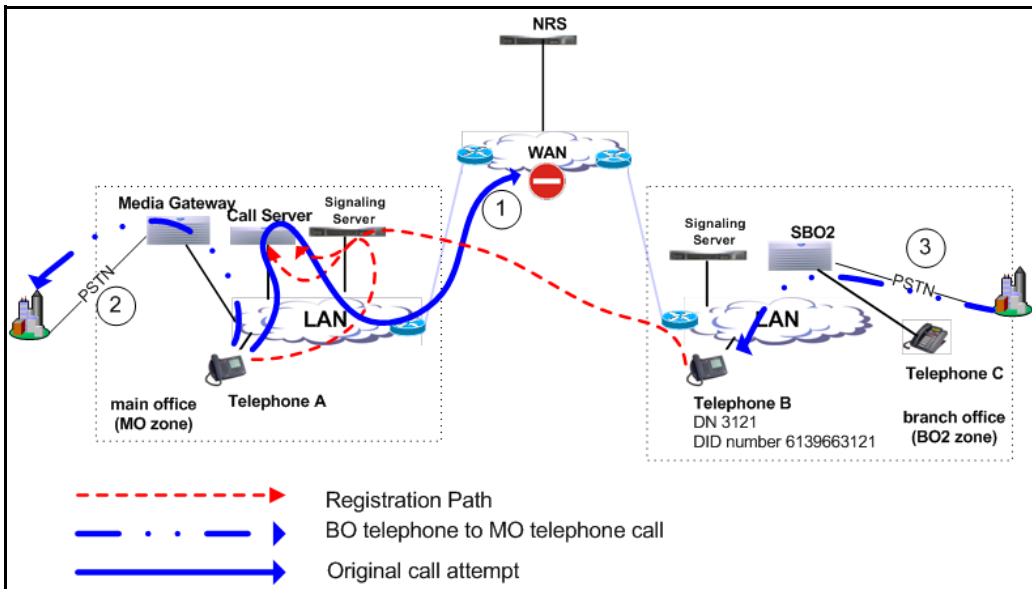 NRS
WAN
1
Media Gateway
Call Server
Signaling
Server
PSTN
2
LAN
Telephone A
main office
(MO zone)
Signaling
Server
SBO2
3
PSTN
LAN
Telephone C
Telephone B
DN 3121
DID number 6139663121
branch office
(BO2 zone)
Registration Path
BO telephone to MO telephone call
Original call attempt